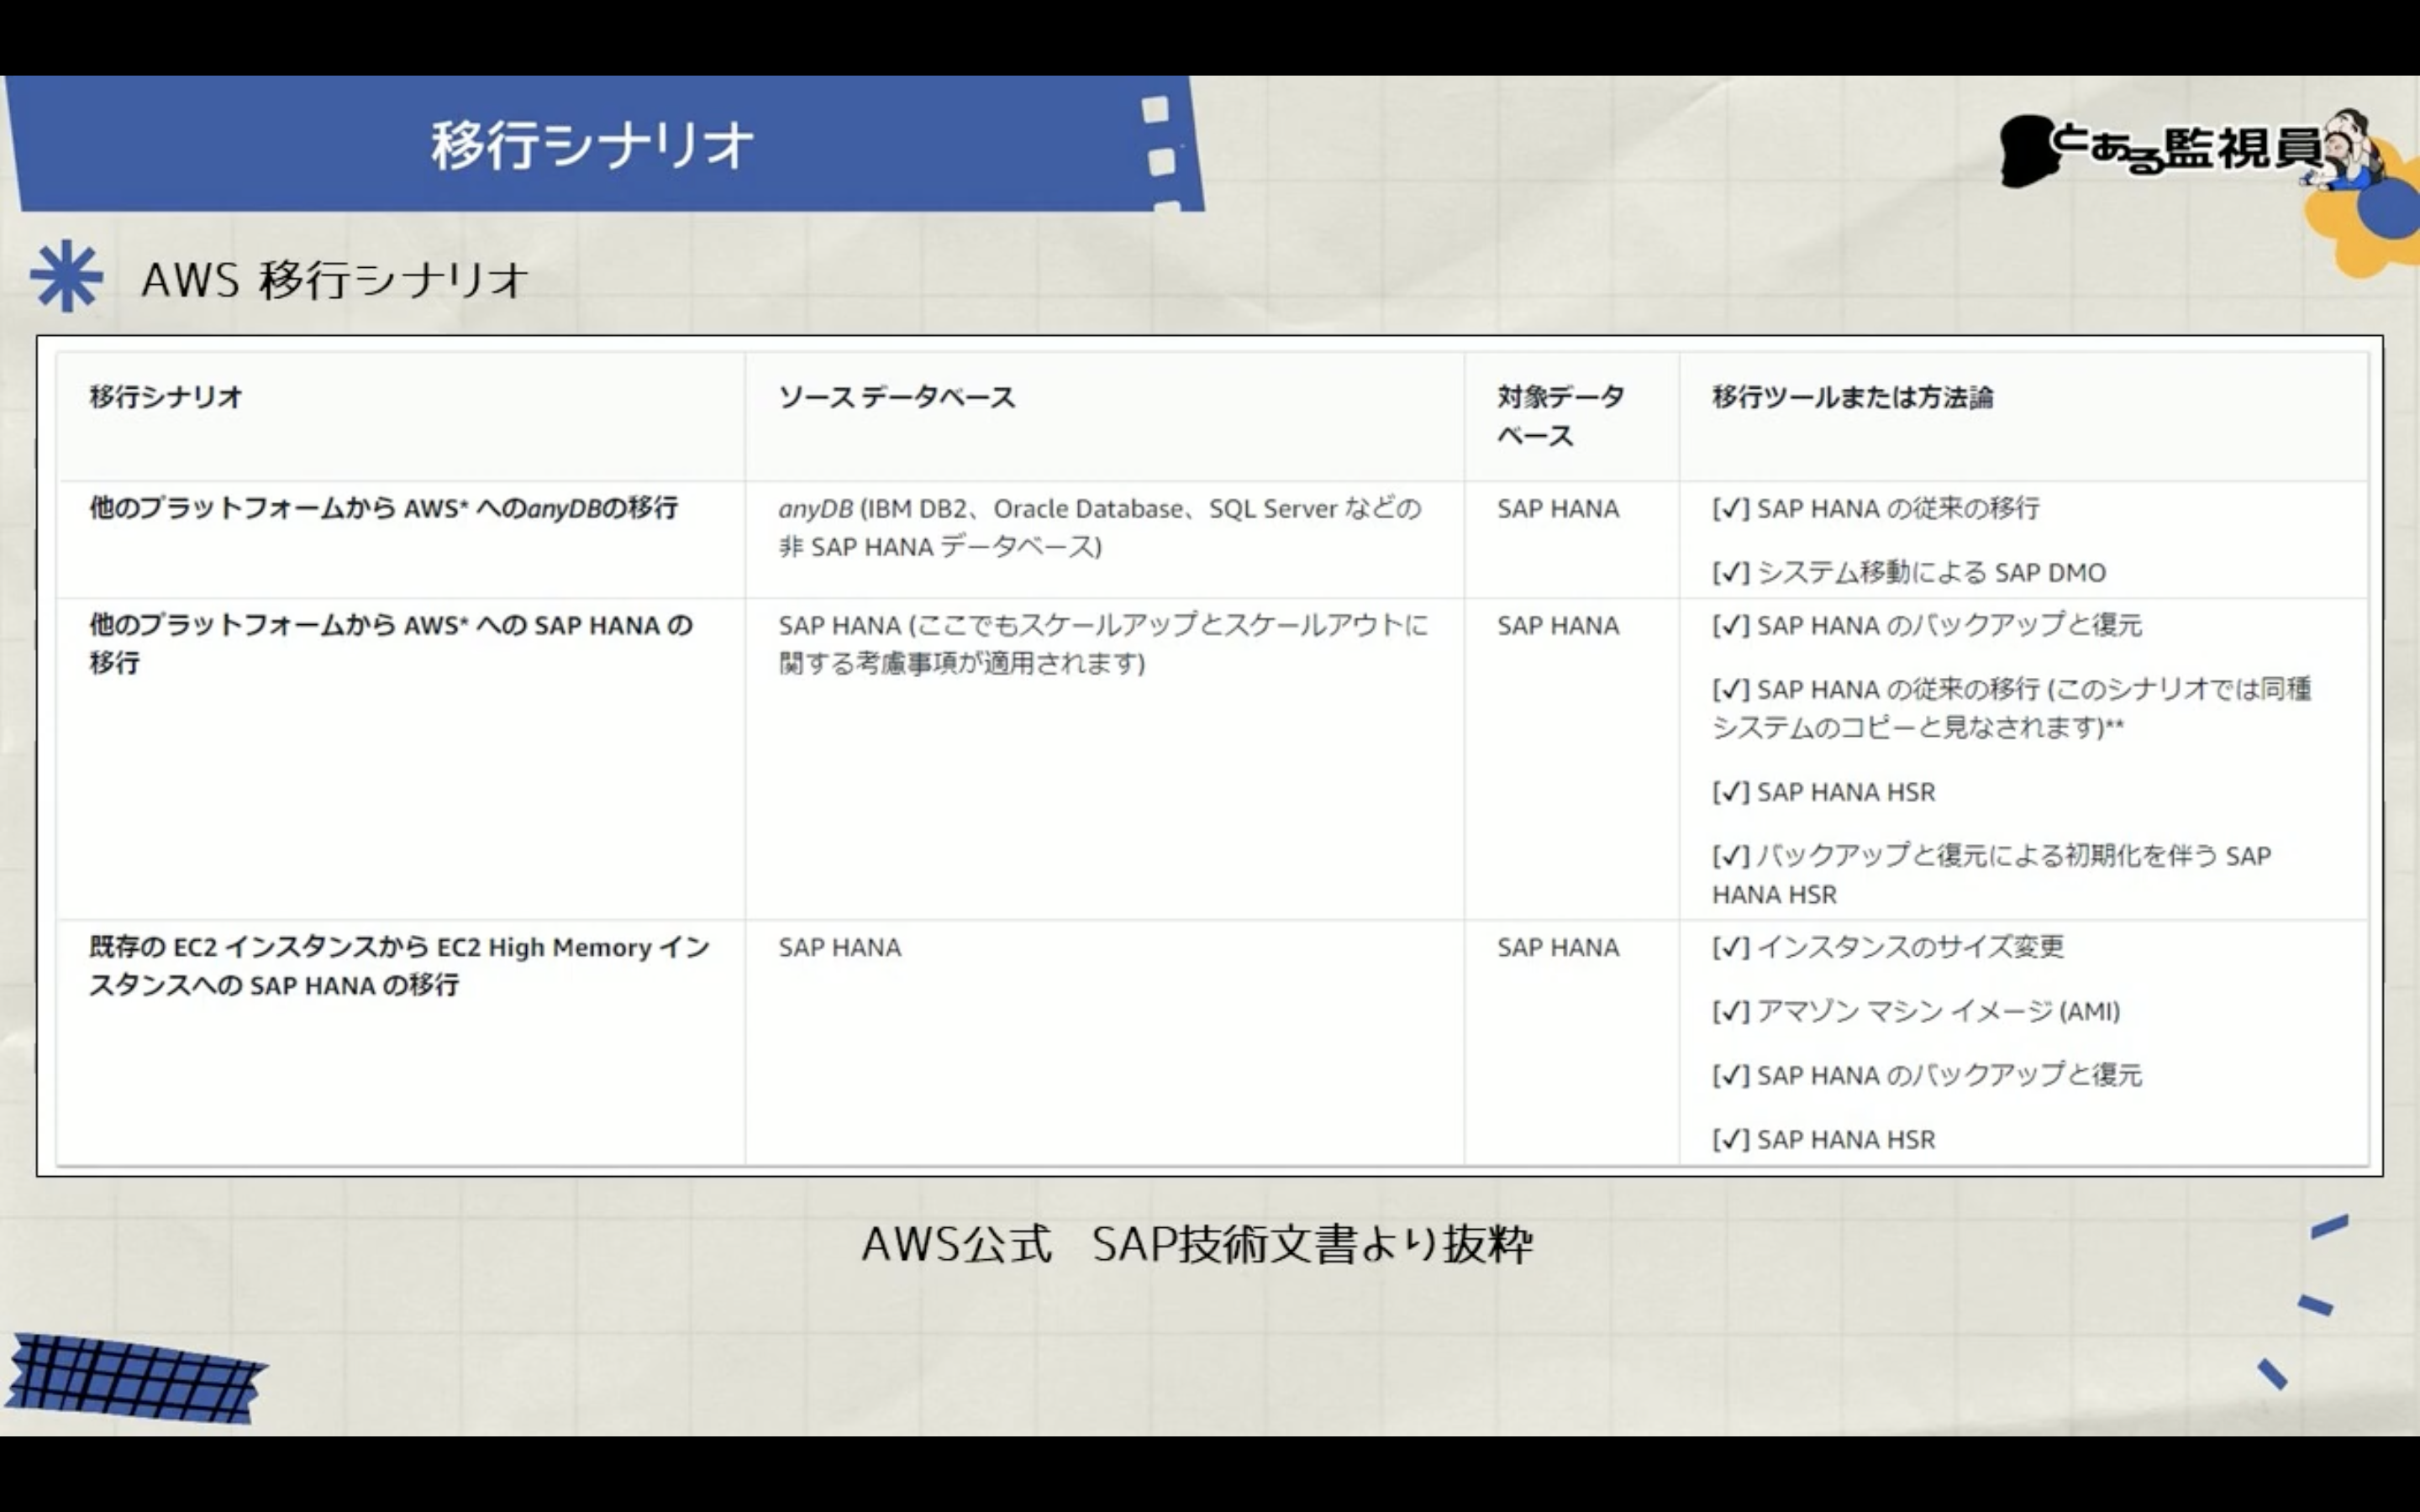 移行シナリオ
とある監視員
AWS 移行シナリオ
移行シナリオ
ソース データベース
対象データ
ベース
移行ツールまたは方法論
他のプラットフォームから AWS* へのanyDBの移行
anyDB (IBM DB2、Oracle Database、SQL Server などの
非 SAP HANA データベース)
SAP HANA
[✓] SAP HANA の従来の移行
[✓] システム移動による SAP DMO
他のプラットフォームから AWS* への SAP HANA の
移行
SAP HANA (ここでもスケールアップとスケールアウトに
関する考慮事項が適用されます)
SAP HANA
[✓] SAP HANA のバックアップと復元
[✓] SAP HANA の従来の移行 (このシナリオでは同種
システムのコピーと見なされます)**
[✓] SAP HANA HSR
[✓] バックアップと復元による初期化を伴う SAP
HANA HSR
既存の EC2 インスタンスから EC2 High Memory イン
スタンスへの SAP HANA の移行
SAP HANA
SAP HANA
[✓] インスタンスのサイズ変更
[✓] アマゾン マシン イメージ (AMI)
[✓] SAP HANA のバックアップと復元
[✓] SAP HANA HSR
AWS公式　SAP技術文書より抜粋